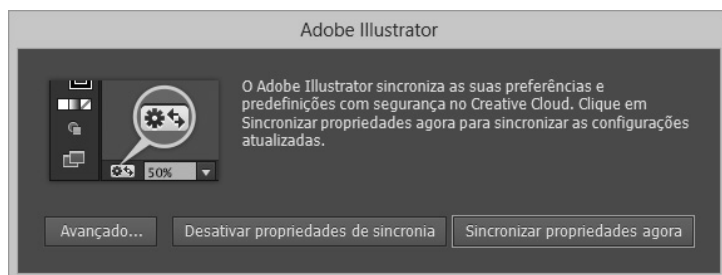 Adobe Illustrator
O Adobe Illustrator sincroniza as suas preferências e
predefinições com segurança no Creative Cloud. Clique em
Sincronizar propriedades agora para sincronizar as configurações
atualizadas.
50%
Avançado... Desativar propriedades de sincronia Sincronizar propriedades agora